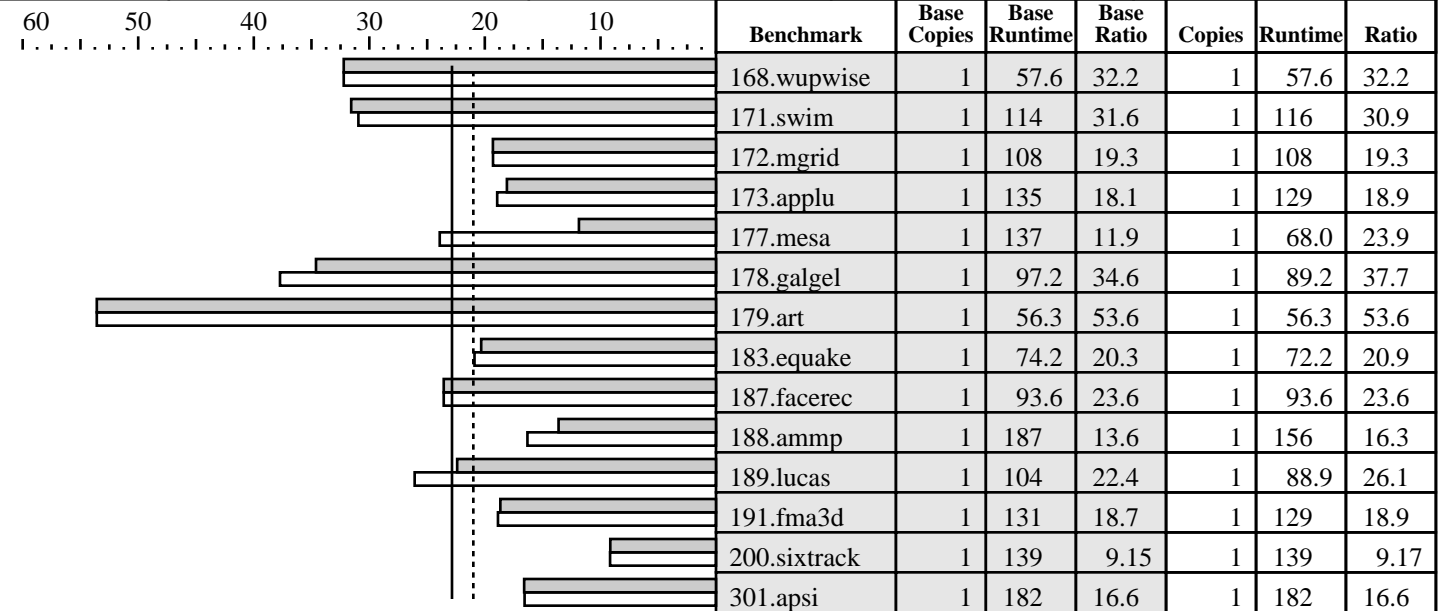 60 50 40 30 20 10
Benchmark Base Copies Base Runtime Base Ratio Copies Runtime Ratio
168.wupwise 1 57.6 32.2 1 57.6 32.2
171.swim 1 114 31.6 1 116 30.9
172.mgrid 1 108 19.3 1 108 19.3
173.applu 1 135 18.1 1 129 18.9
177.mesa 1 137 11.9 1 68.0 23.9
178.galgel 1 97.2 34.6 1 89.2 37.7
179.art 1 56.3 53.6 1 56.3 53.6
183.equake 1 74.2 20.3 1 72.2 20.9
187.facerec 1 93.6 23.6 1 93.6 23.6
188.ammp 1 187 13.6 1 156 16.3
189.lucas 1 104 22.4 1 88.9 26.1
191.fma3d 1 131 18.7 1 129 18.9
200.sixtrack 1 139 9.15 1 139 9.17
301.apsi 1 182 16.6 1 182 16.6